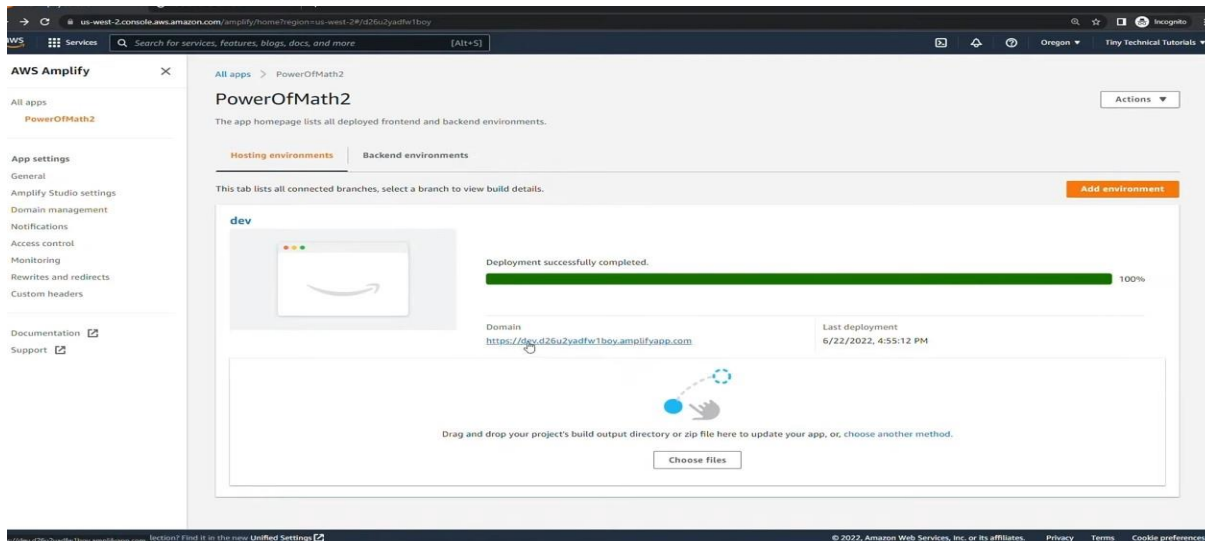 us-west-2.console.aws.amazon.com/amplify/home?region=us-west-2#/d26u2yadfw1boy
Incognito
Services
Search for services, features, blogs, docs, and more
[Alt+S]
Oregon
Tiny Technical Tutorials
AWS Amplify
All apps
PowerOfMath2
App settings
General
Amplify Studio settings
Domain management
Notifications
Access control
Monitoring
Rewrites and redirects
Custom headers
Documentation
Support
All apps > PowerOfMath2
PowerOfMath2
Actions
The app homepage lists all deployed frontend and backend environments.
Hosting environments
Backend environments
This tab lists all connected branches, select a branch to view build details.
Add environment
dev
Deployment successfully completed.
100%
Domain
https://dev.d26u2yadfw1boy.amplifyapp.com
Last deployment
6/22/2022, 4:55:12 PM
Drag and drop your project's build output directory or zip file here to update your app, or, choose another method.
Choose files
lection? Find it in the new Unified Settings
© 2022, Amazon Web Services, Inc. or its affiliates.
Privacy
Terms
Cookie preferences